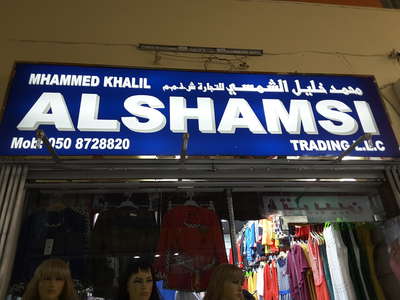 MHAMMED KHALIL
محمد خليل الشمسي للتجارة ش ذ.م.م
ALSHAMSI
Mob: 050 8728820
TRADING L.L.C